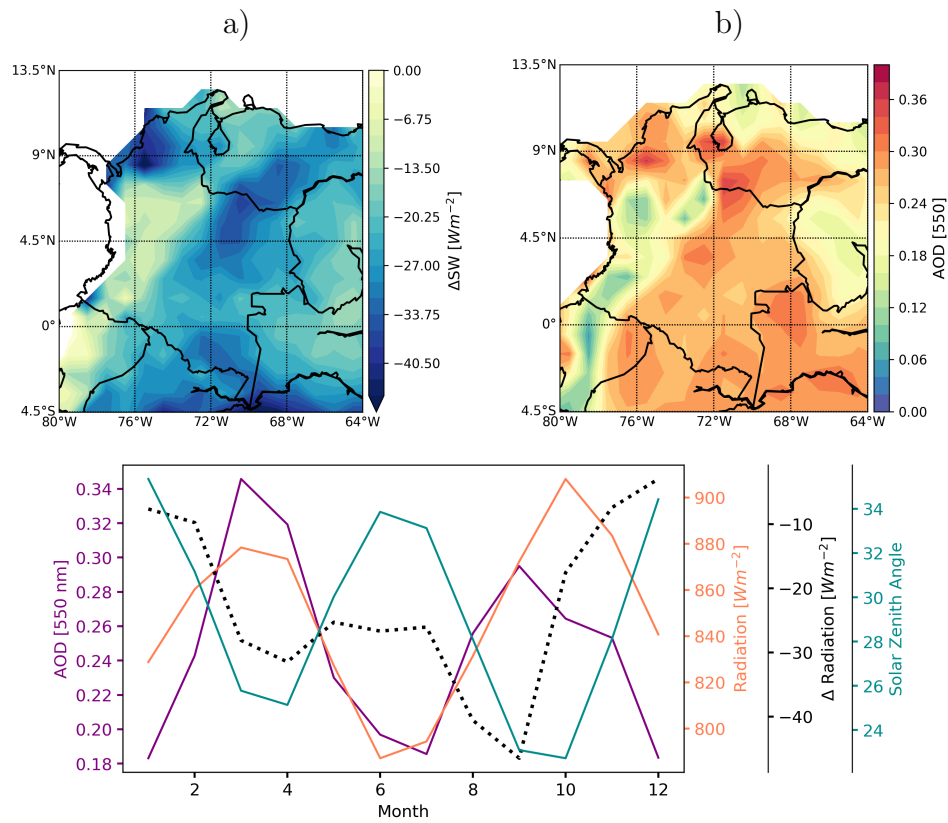 a)
b)
13.5°N
9°N
4.5°N
0°
4.5°S
80°W
76°W
72°W
68°W
64°W
0.00
−6.75
−13.50
−20.25
−27.00
−33.75
−40.50
ΔSW [Wm⁻²]
13.5°N
9°N
4.5°N
0°
4.5°S
80°W
76°W
72°W
68°W
64°W
0.36
0.30
0.24
0.18
0.12
0.06
0.00
AOD [550]
0.34
0.32
0.30
0.28
0.26
0.24
0.22
0.20
0.18
AOD [550 nm]
2
4
6
8
10
12
Month
900
880
860
840
820
800
Radiation [Wm⁻²]
−10
−20
−30
−40
Δ Radiation [Wm⁻²]
34
32
30
28
26
24
Solar Zenith Angle